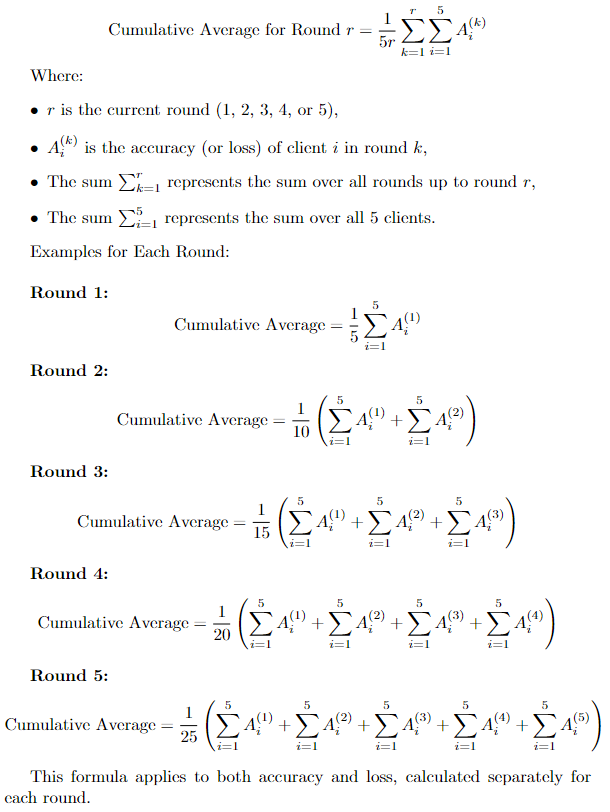 Cumulative Average for Round r = \frac{1}{5r} \sum_{k=1}^{r} \sum_{i=1}^{5} A_i^{(k)}
Where:
• r is the current round (1, 2, 3, 4, or 5),
• A_i^{(k)} is the accuracy (or loss) of client i in round k,
• The sum \sum_{k=1}^{r} represents the sum over all rounds up to round r,
• The sum \sum_{i=1}^{5} represents the sum over all 5 clients.
Examples for Each Round:
Round 1:
Cumulative Average = \frac{1}{5} \sum_{i=1}^{5} A_i^{(1)}
Round 2:
Cumulative Average = \frac{1}{10} \left( \sum_{i=1}^{5} A_i^{(1)} + \sum_{i=1}^{5} A_i^{(2)} \right)
Round 3:
Cumulative Average = \frac{1}{15} \left( \sum_{i=1}^{5} A_i^{(1)} + \sum_{i=1}^{5} A_i^{(2)} + \sum_{i=1}^{5} A_i^{(3)} \right)
Round 4:
Cumulative Average = \frac{1}{20} \left( \sum_{i=1}^{5} A_i^{(1)} + \sum_{i=1}^{5} A_i^{(2)} + \sum_{i=1}^{5} A_i^{(3)} + \sum_{i=1}^{5} A_i^{(4)} \right)
Round 5:
Cumulative Average = \frac{1}{25} \left( \sum_{i=1}^{5} A_i^{(1)} + \sum_{i=1}^{5} A_i^{(2)} + \sum_{i=1}^{5} A_i^{(3)} + \sum_{i=1}^{5} A_i^{(4)} + \sum_{i=1}^{5} A_i^{(5)} \right)
This formula applies to both accuracy and loss, calculated separately for
each round.